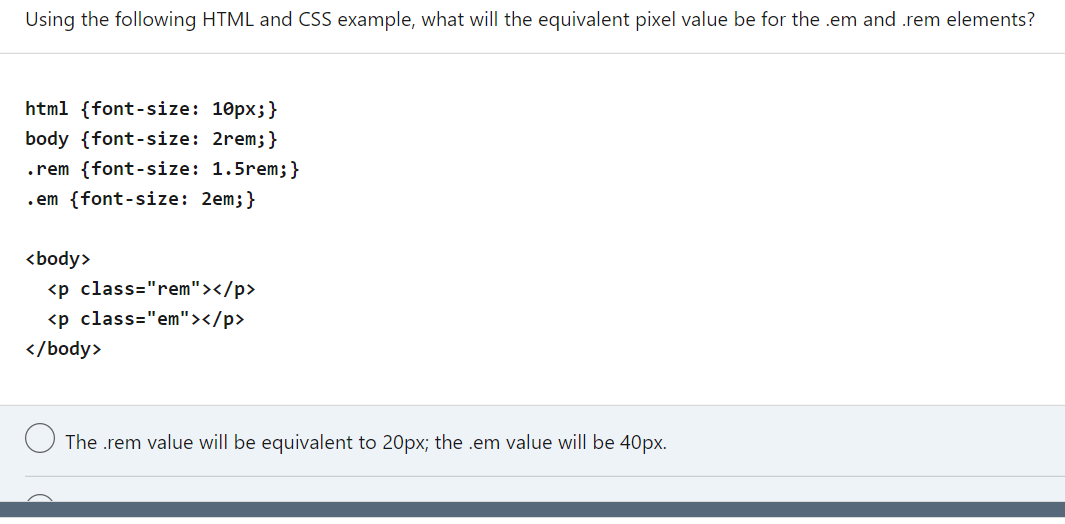 Using the following HTML and CSS example, what will the equivalent pixel value be for the .em and .rem elements?
html {font-size: 10px;}
body {font-size: 2rem;}
.rem {font-size: 1.5rem;}
.em {font-size: 2em;}
<body>
<p class="rem"></p>
<p class="em"></p>
</body>
The .rem value will be equivalent to 20px; the .em value will be 40px.